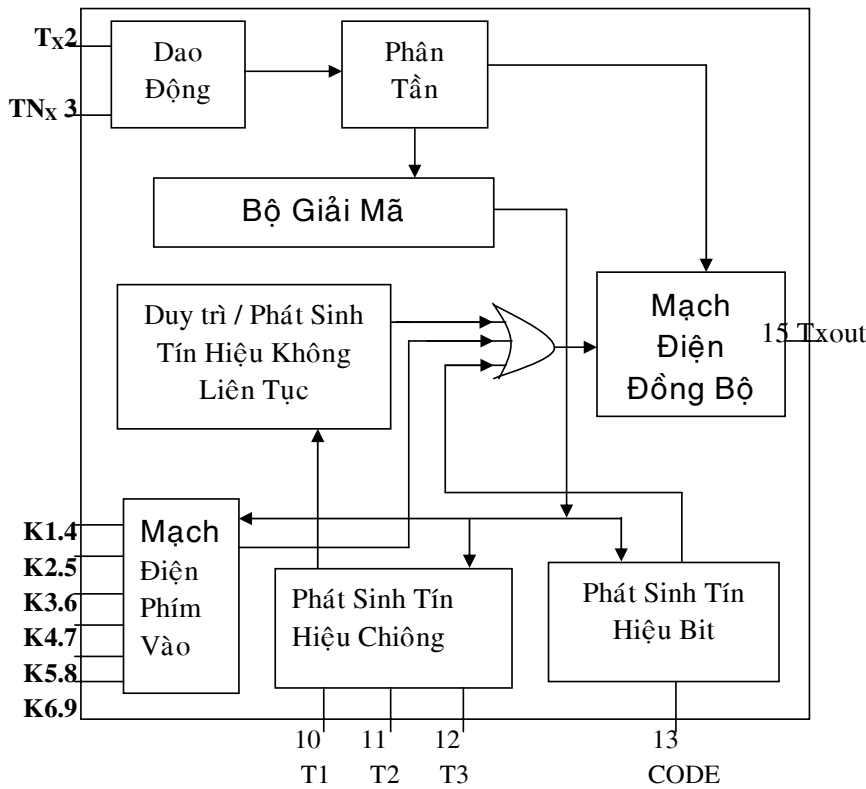 Tx2
Dao
Động
Phân
Tần
TNx 3
Bộ Giải Mã
Duy trì / Phát Sinh
Tín Hiệu Không
Liên Tục
Mạch
Điện
Đồng Bộ
15 Txout
K1.4
K2.5
K3.6
K4.7
K5.8
K6.9
Mạch
Điện
Phím
Vào
Phát Sinh Tín
Hiệu Chiông
Phát Sinh Tín
Hiệu Bit
10
11
12
13
T1
T2
T3
CODE